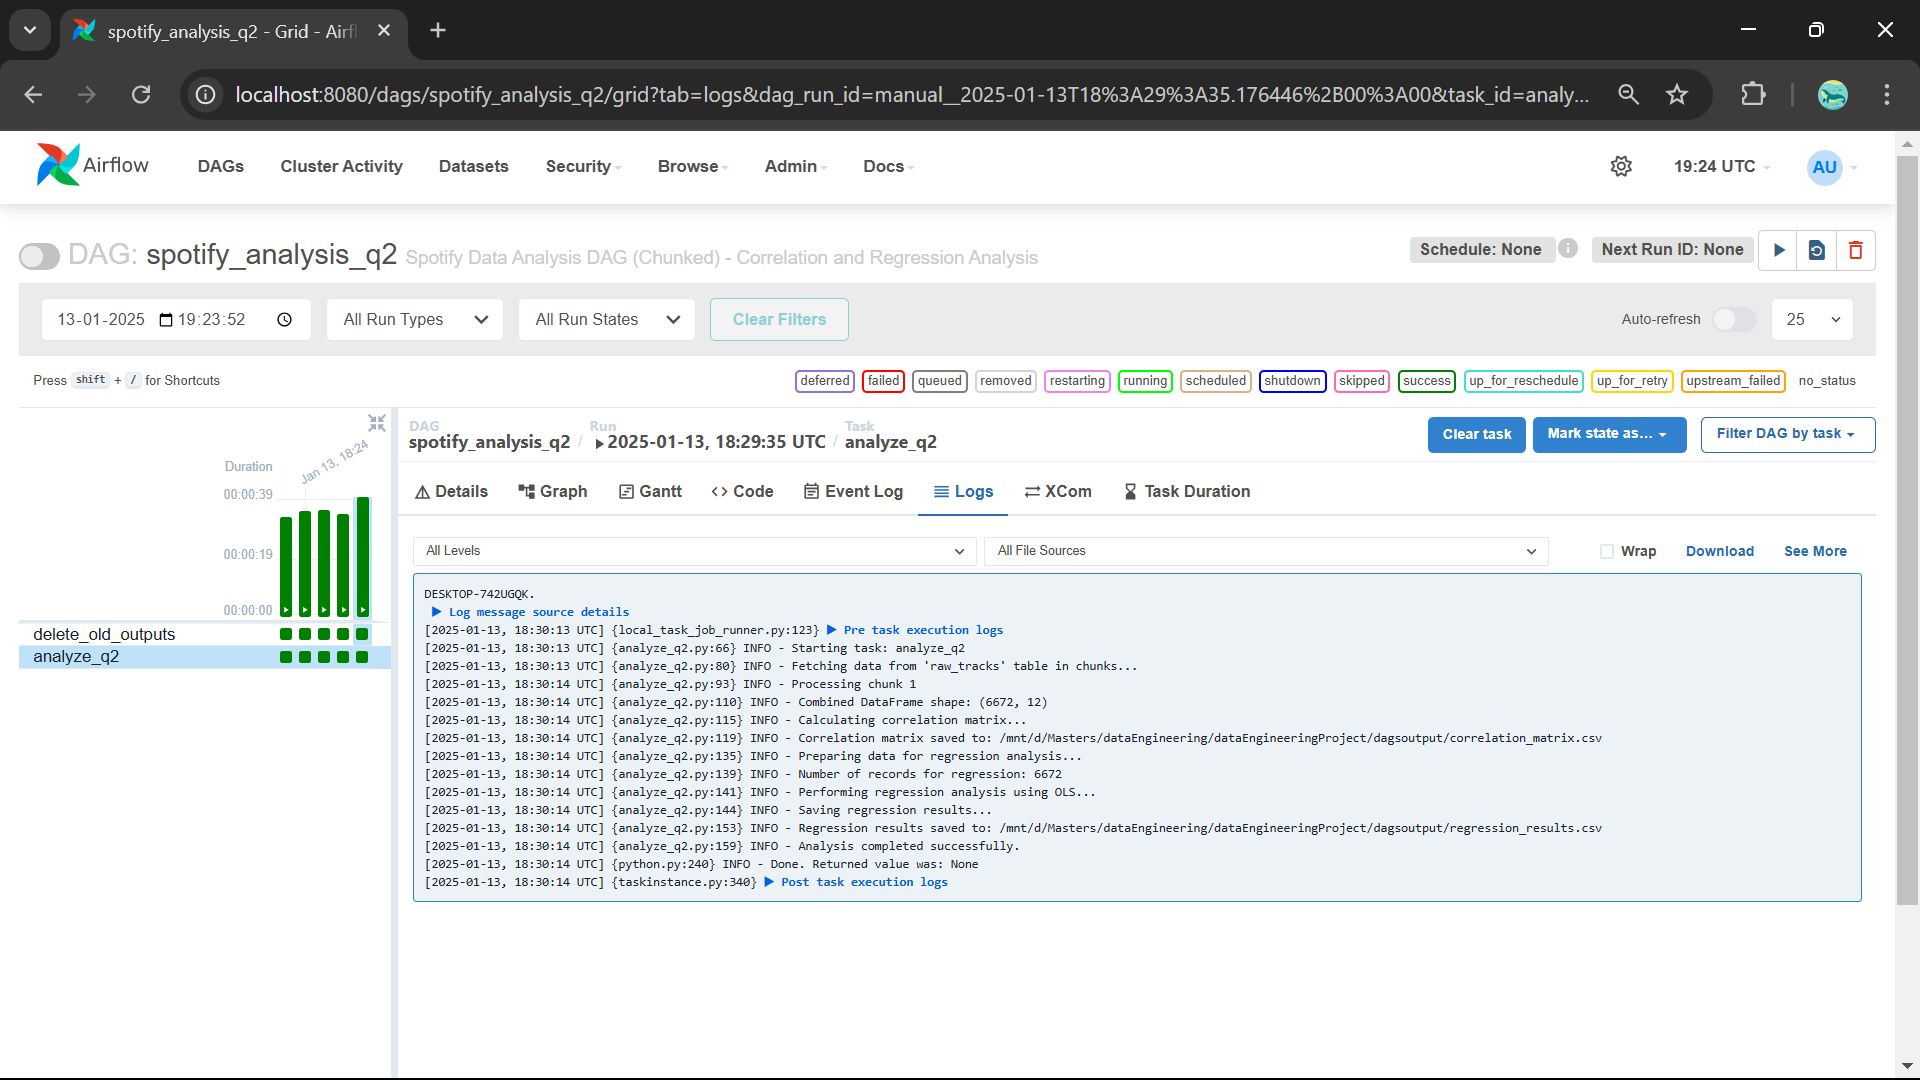 spotify_analysis_q2 - Grid - Airfl
localhost:8080/dags/spotify_analysis_q2/grid?tab=logs&dag_run_id=manual__2025-01-13T18%3A29%3A35.176446%2B00%3A00&task_id=analy...
Airflow DAGs Cluster Activity Datasets Security Browse Admin Docs 19:24 UTC AU
DAG: spotify_analysis_q2 Spotify Data Analysis DAG (Chunked) - Correlation and Regression Analysis Schedule: None Next Run ID: None
13-01-2025 19:23:52 All Run Types All Run States Clear Filters Auto-refresh 25
Press shift + / for Shortcuts deferred failed queued removed restarting running scheduled shutdown skipped success up_for_reschedule up_for_retry upstream_failed no_status
Jan 13, 18:24
Duration
00:00:39
00:00:19
00:00:00
delete_old_outputs
analyze_q2
DAG Run Task
spotify_analysis_q2 / 2025-01-13, 18:29:35 UTC / analyze_q2
Clear task Mark state as... Filter DAG by task
Details Graph Gantt <> Code Event Log Logs XCom Task Duration
All Levels All File Sources Wrap Download See More
DESKTOP-742UGQK.
▶ Log message source details
[2025-01-13, 18:30:13 UTC] {local_task_job_runner.py:123} ▶ Pre task execution logs
[2025-01-13, 18:30:13 UTC] {analyze_q2.py:66} INFO - Starting task: analyze_q2
[2025-01-13, 18:30:13 UTC] {analyze_q2.py:80} INFO - Fetching data from 'raw_tracks' table in chunks...
[2025-01-13, 18:30:14 UTC] {analyze_q2.py:93} INFO - Processing chunk 1
[2025-01-13, 18:30:14 UTC] {analyze_q2.py:110} INFO - Combined DataFrame shape: (6672, 12)
[2025-01-13, 18:30:14 UTC] {analyze_q2.py:115} INFO - Calculating correlation matrix...
[2025-01-13, 18:30:14 UTC] {analyze_q2.py:119} INFO - Correlation matrix saved to: /mnt/d/Masters/dataEngineering/dataEngineeringProject/dagsoutput/correlation_matrix.csv
[2025-01-13, 18:30:14 UTC] {analyze_q2.py:135} INFO - Preparing data for regression analysis...
[2025-01-13, 18:30:14 UTC] {analyze_q2.py:139} INFO - Number of records for regression: 6672
[2025-01-13, 18:30:14 UTC] {analyze_q2.py:141} INFO - Performing regression analysis using OLS...
[2025-01-13, 18:30:14 UTC] {analyze_q2.py:144} INFO - Saving regression results...
[2025-01-13, 18:30:14 UTC] {analyze_q2.py:153} INFO - Regression results saved to: /mnt/d/Masters/dataEngineering/dataEngineeringProject/dagsoutput/regression_results.csv
[2025-01-13, 18:30:14 UTC] {analyze_q2.py:159} INFO - Analysis completed successfully.
[2025-01-13, 18:30:14 UTC] {python.py:240} INFO - Done. Returned value was: None
[2025-01-13, 18:30:14 UTC] {taskinstance.py:340} ▶ Post task execution logs